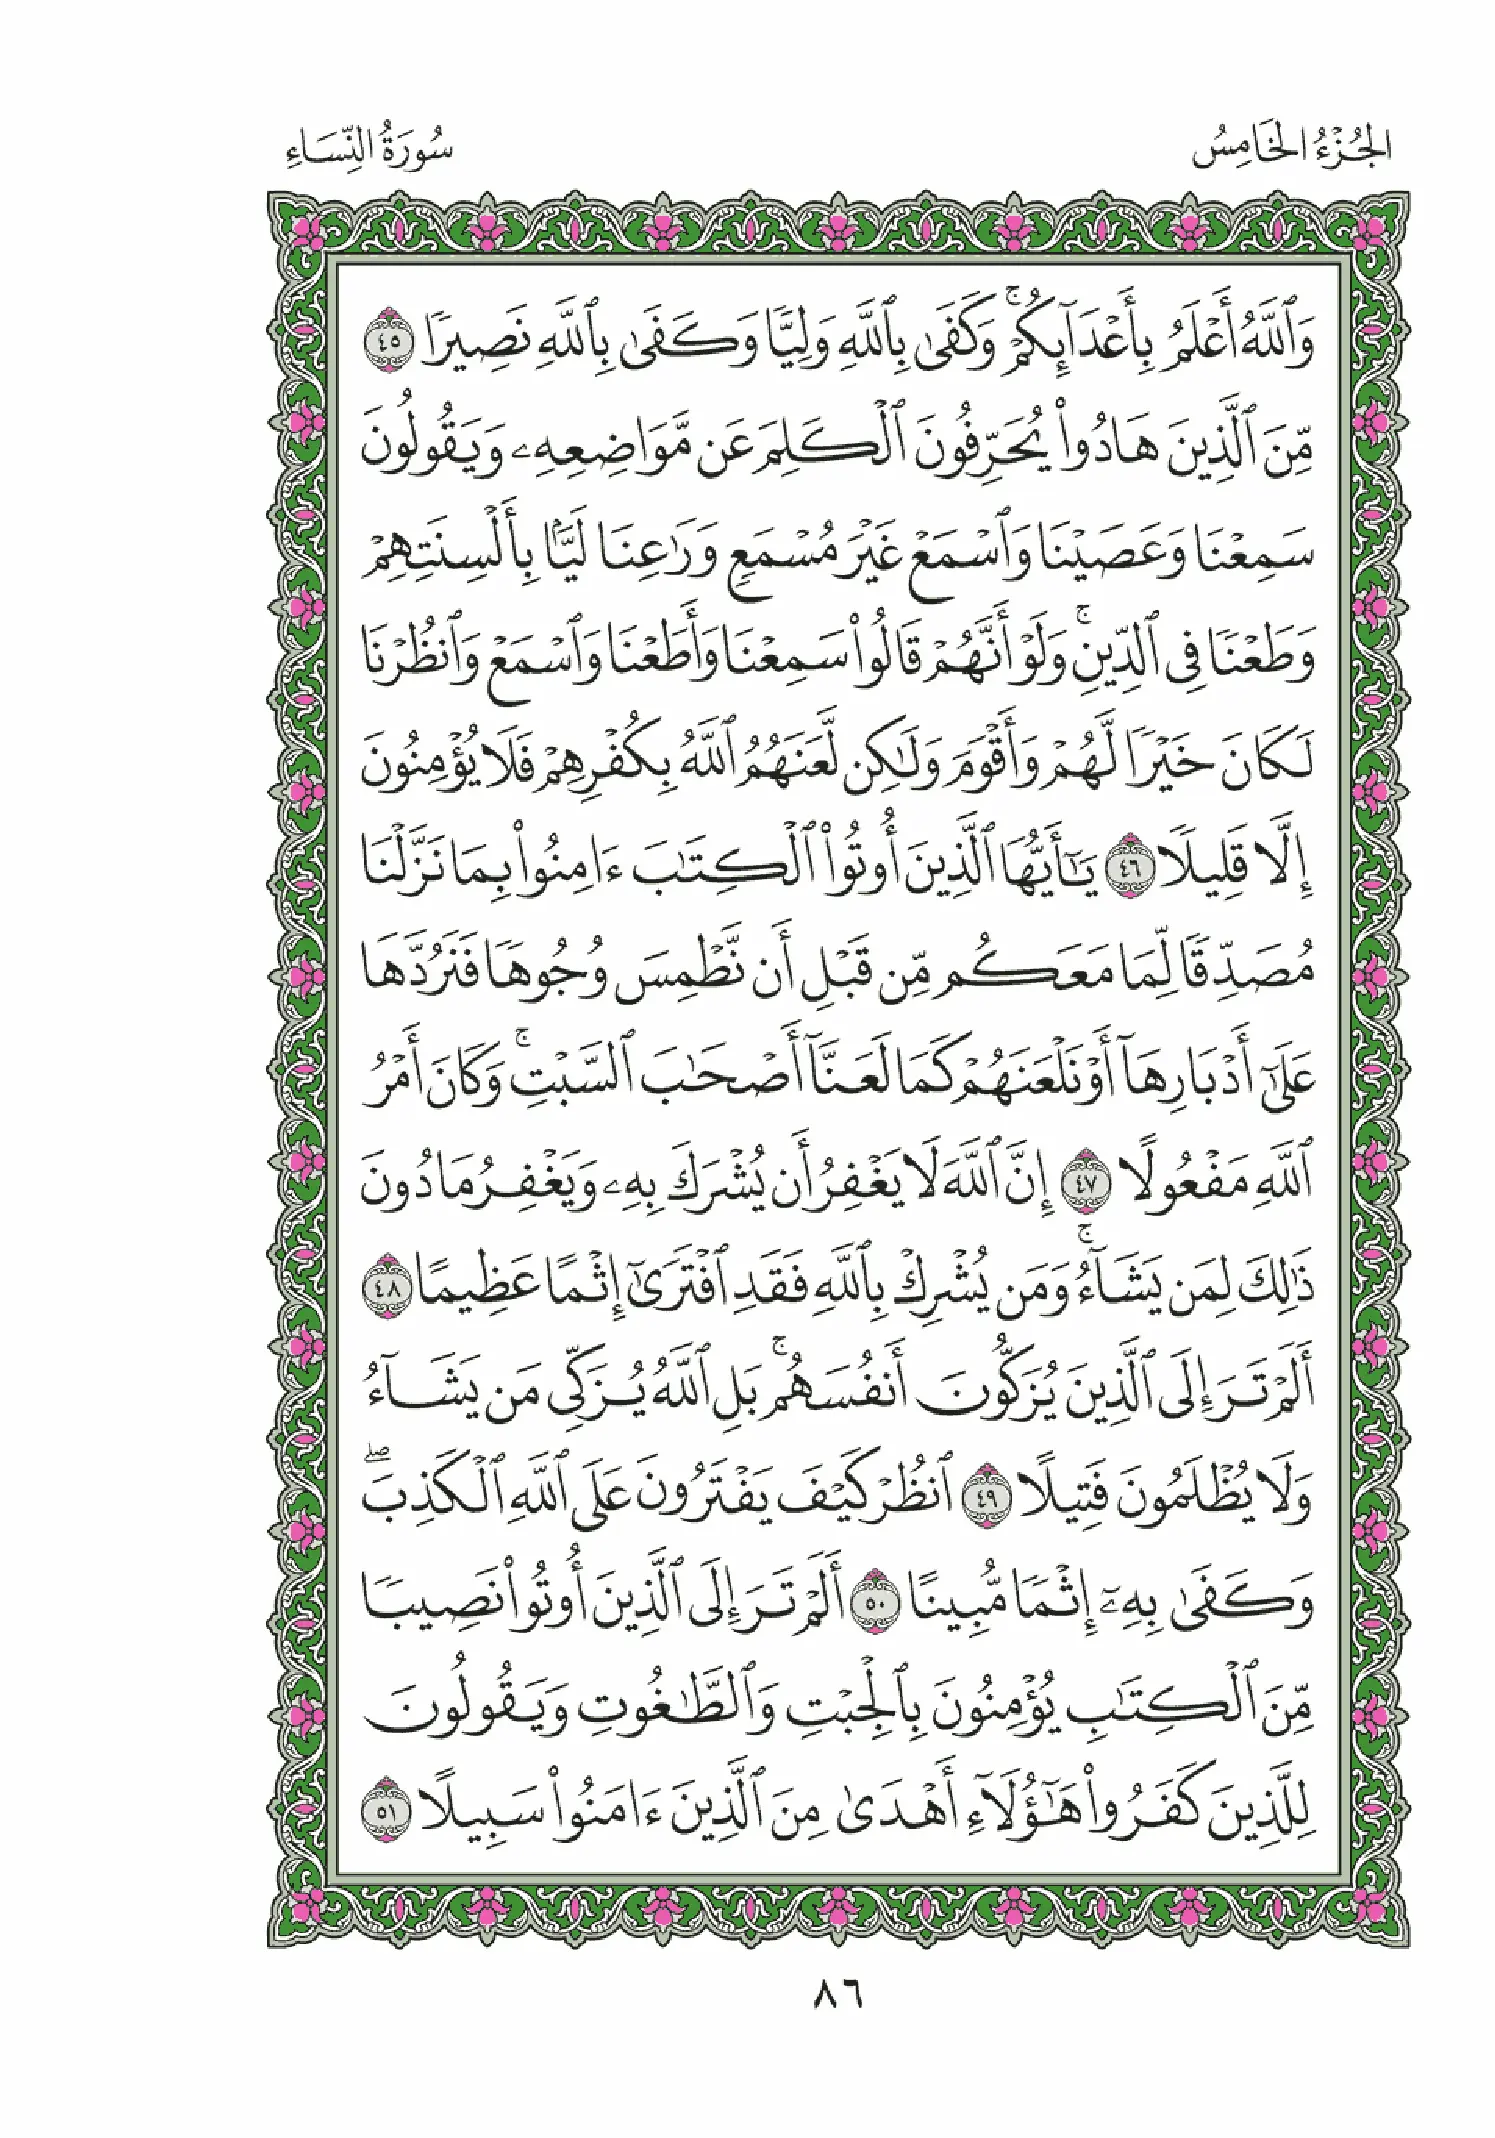 الجُزْءُ الخَامِسُ
سُورَةُ النِّسَاءِ
وَٱللَّهُ أَعْلَمُ بِأَعْدَآئِكُمْۚ وَكَفَىٰ بِٱللَّهِ وَلِيًّا وَكَفَىٰ بِٱللَّهِ نَصِيرًا ٤٥
مِّنَ ٱلَّذِينَ هَادُوا۟ يُحَرِّفُونَ ٱلْكَلِمَ عَن مَّوَاضِعِهِۦ وَيَقُولُونَ
سَمِعْنَا وَعَصَيْنَا وَٱسْمَعْ غَيْرَ مُسْمَعٍ وَرَٰعِنَا لَيًّۢا بِأَلْسِنَتِهِمْ
وَطَعْنًا فِى ٱلدِّينِۚ وَلَوْ أَنَّهُمْ قَالُوا۟ سَمِعْنَا وَأَطَعْنَا وَٱسْمَعْ وَٱنظُرْنَا
لَكَانَ خَيْرًا لَّهُمْ وَأَقْوَمَ وَلَٰكِن لَّعَنَهُمُ ٱللَّهُ بِكُفْرِهِمْ فَلَا يُؤْمِنُونَ
إِلَّا قَلِيلًا ٤٦ يَٰٓأَيُّهَا ٱلَّذِينَ أُوتُوا۟ ٱلْكِتَٰبَ ءَامِنُوا۟ بِمَا نَزَّلْنَا
مُصَدِّقًا لِّمَا مَعَكُم مِّن قَبْلِ أَن نَّطْمِسَ وُجُوهًا فَنَرُدَّهَا
عَلَىٰٓ أَدْبَارِهَآ أَوْ نَلْعَنَهُمْ كَمَا لَعَنَّآ أَصْحَٰبَ ٱلسَّبْتِۚ وَكَانَ أَمْرُ
ٱللَّهِ مَفْعُولًا ٤٧ إِنَّ ٱللَّهَ لَا يَغْفِرُ أَن يُشْرَكَ بِهِۦ وَيَغْفِرُ مَا دُونَ
ذَٰلِكَ لِمَن يَشَآءُۚ وَمَن يُشْرِكْ بِٱللَّهِ فَقَدِ ٱفْتَرَىٰٓ إِثْمًا عَظِيمًا ٤٨
أَلَمْ تَرَ إِلَى ٱلَّذِينَ يُزَكُّونَ أَنفُسَهُمۚ بَلِ ٱللَّهُ يُزَكِّى مَن يَشَآءُ
وَلَا يُظْلَمُونَ فَتِيلًا ٤٩ ٱنظُرْ كَيْفَ يَفْتَرُونَ عَلَى ٱللَّهِ ٱلْكَذِبَۖ
وَكَفَىٰ بِهِۦٓ إِثْمًا مُّبِينًا ٥٠ أَلَمْ تَرَ إِلَى ٱلَّذِينَ أُوتُوا۟ نَصِيبًا
مِّنَ ٱلْكِتَٰبِ يُؤْمِنُونَ بِٱلْجِبْتِ وَٱلطَّٰغُوتِ وَيَقُولُونَ
لِلَّذِينَ كَفَرُوا۟ هَٰٓؤُلَآءِ أَهْدَىٰ مِنَ ٱلَّذِينَ ءَامَنُوا۟ سَبِيلًا ٥١
٨٦